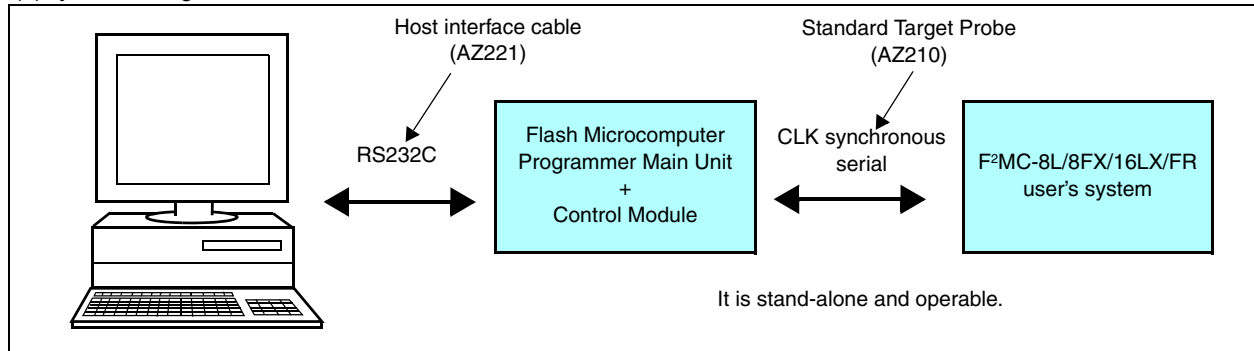 Host interface cable
(AZ221)
Standard Target Probe
(AZ210)
RS232C
Flash Microcomputer
Programmer Main Unit
+
Control Module
CLK synchronous
serial
F²MC-8L/8FX/16LX/FR
user's system
It is stand-alone and operable.